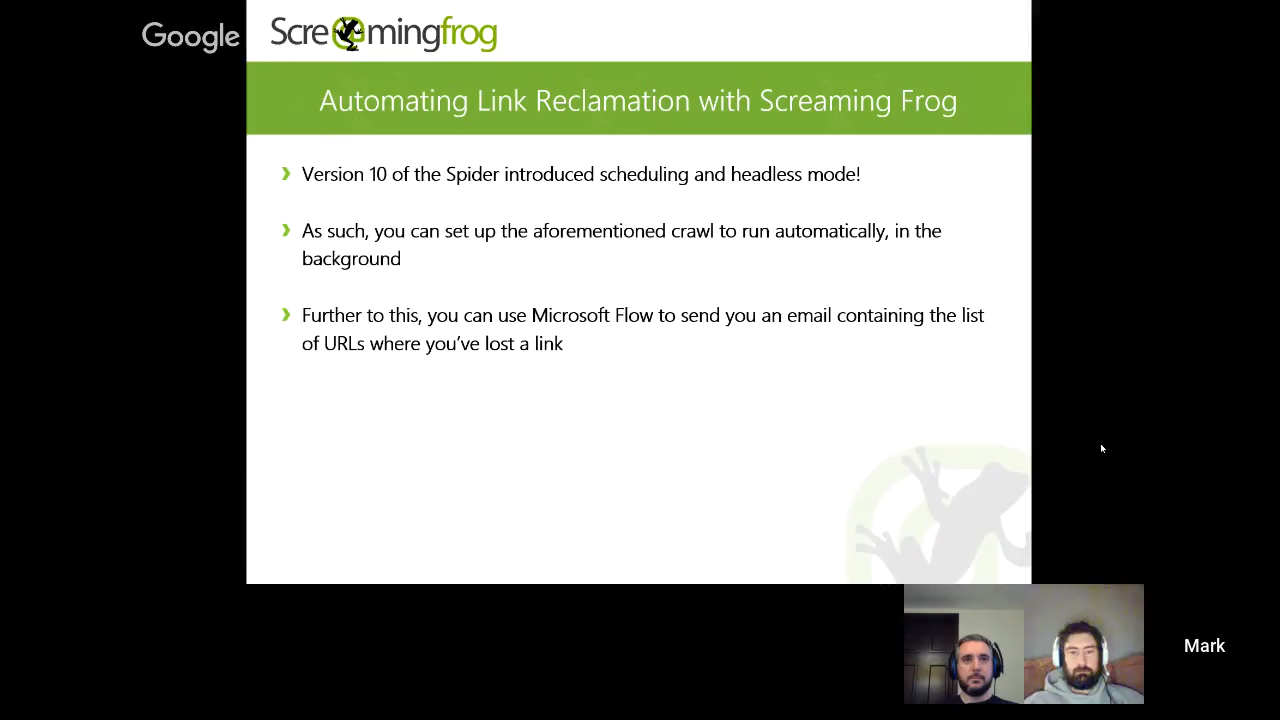 Google
Scre@mingfrog
Automating Link Reclamation with Screaming Frog
Version 10 of the Spider introduced scheduling and headless mode!
As such, you can set up the aforementioned crawl to run automatically, in the
background
Further to this, you can use Microsoft Flow to send you an email containing the list
of URLs where you've lost a link
Mark